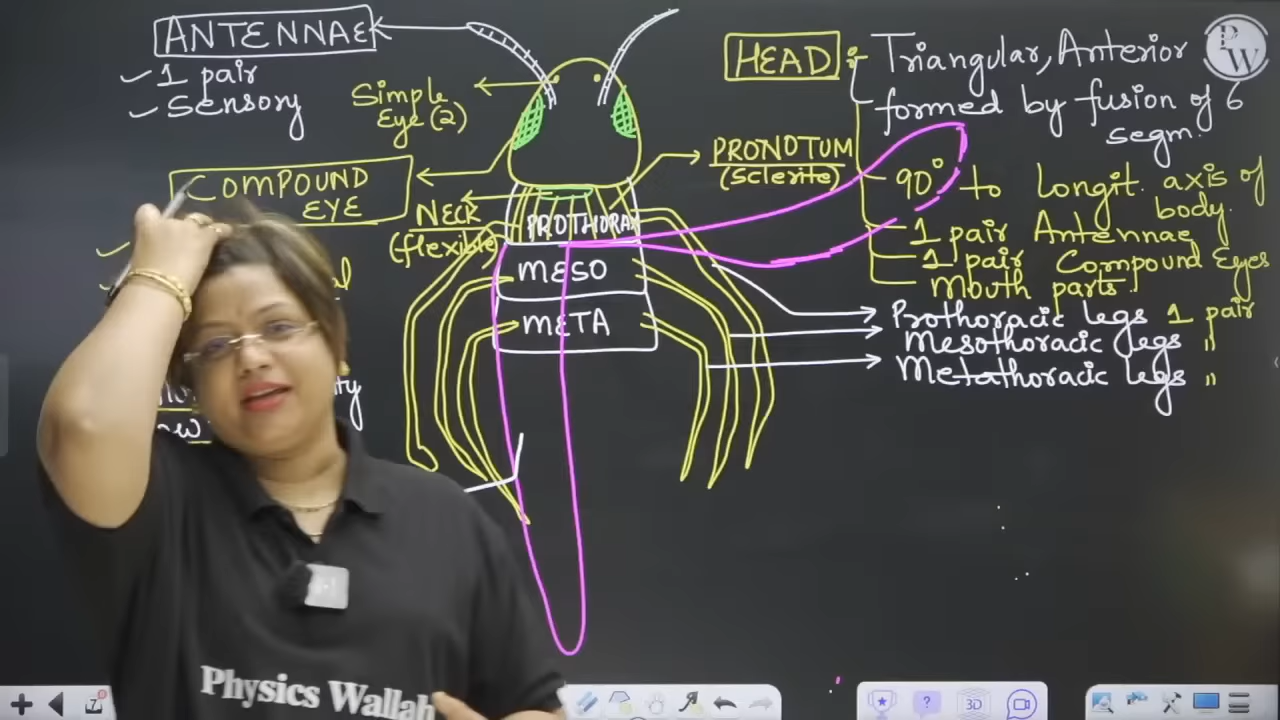 ANTENNAE
1 pair
Sensory
Simple
Eye (2)
COMPOUND
EYE
NECK
(flexible)
PRONOTUM
(Sclerite)
PROTHORAX
MESO
META
HEAD :
Triangular, Anterior
formed by fusion of 6
segm.
90° to longit. axis of
body.
1 pair Antennae
1 pair Compound Eyes
Mouth parts.
Prothoracic legs 1 pair
Mesothoracic legs "
Metathoracic legs "
PW
Physics Wallah
3D